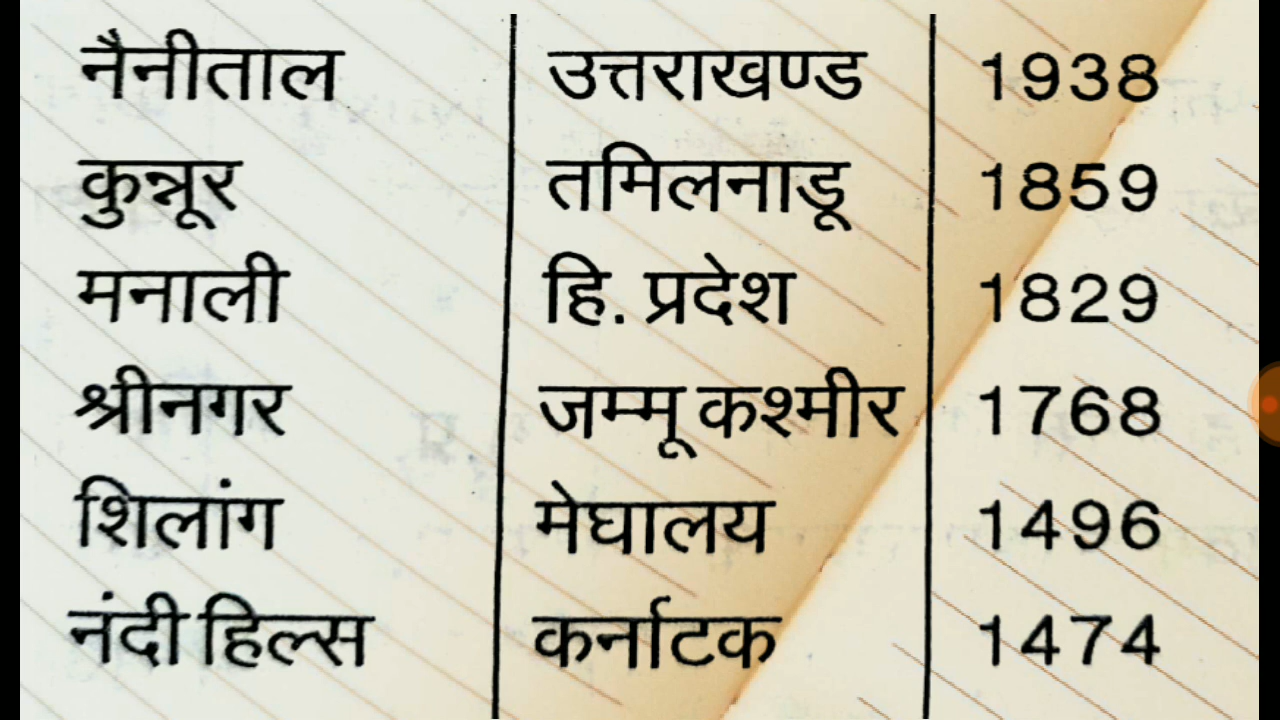 नैनीताल उत्तराखण्ड 1938
कुन्नूर तमिलनाडू 1859
मनाली हि. प्रदेश 1829
श्रीनगर जम्मू कश्मीर 1768
शिलांग मेघालय 1496
नंदी हिल्स कर्नाटक 1474